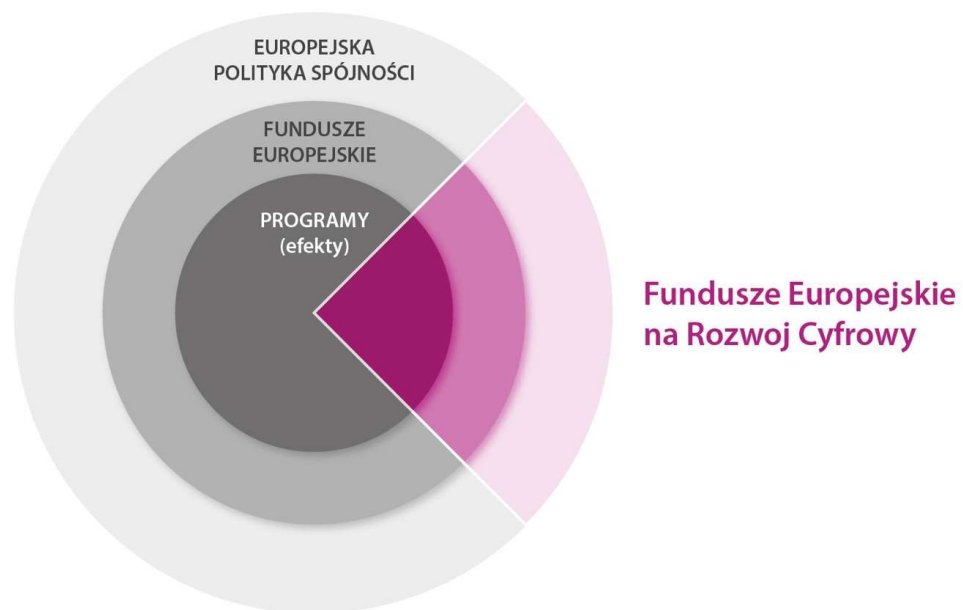 EUROPEJSKA
POLITYKA SPÓJNOŚCI
FUNDUSZE
EUROPEJSKIE
PROGRAMY
(efekty)
Fundusze Europejskie
na Rozwoj Cyfrowy